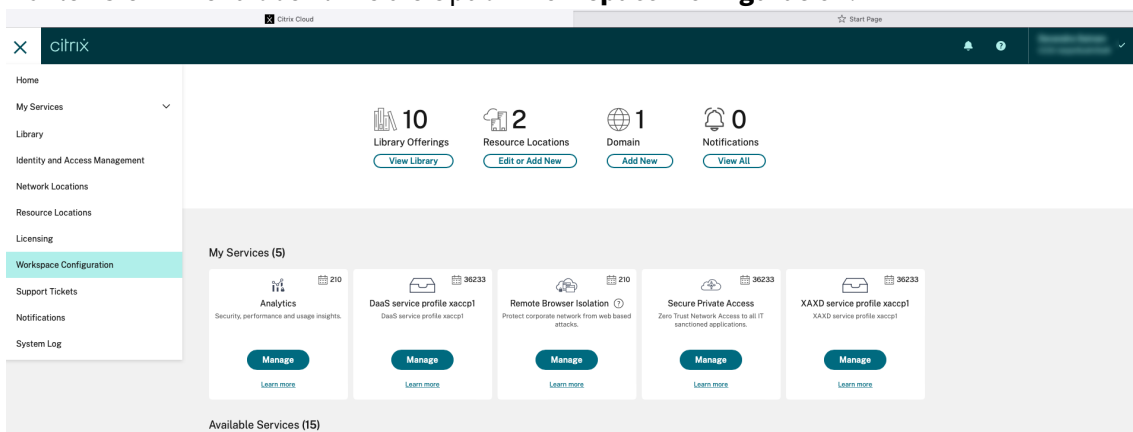 Citrix Cloud
Start Page
citrix
Home
My Services
Library
Identity and Access Management
Network Locations
Resource Locations
Licensing
Workspace Configuration
Support Tickets
Notifications
System Log
10
Library Offerings
View Library
2
Resource Locations
Edit or Add New
1
Domain
Add New
0
Notifications
View All
My Services (5)
210
Analytics
Security, performance and usage insights.
Manage
Learn more
36233
DaaS service profile xaccp1
DaaS service profile xaccp1
Manage
Learn more
210
Remote Browser Isolation
Protect corporate network from web based
attacks.
Manage
Learn more
36233
Secure Private Access
Zero Trust Network Access to all IT
sanctioned applications.
Manage
Learn more
36233
XAXD service profile xaccp1
XAXD service profile xaccp1
Manage
Learn more
Available Services (15)